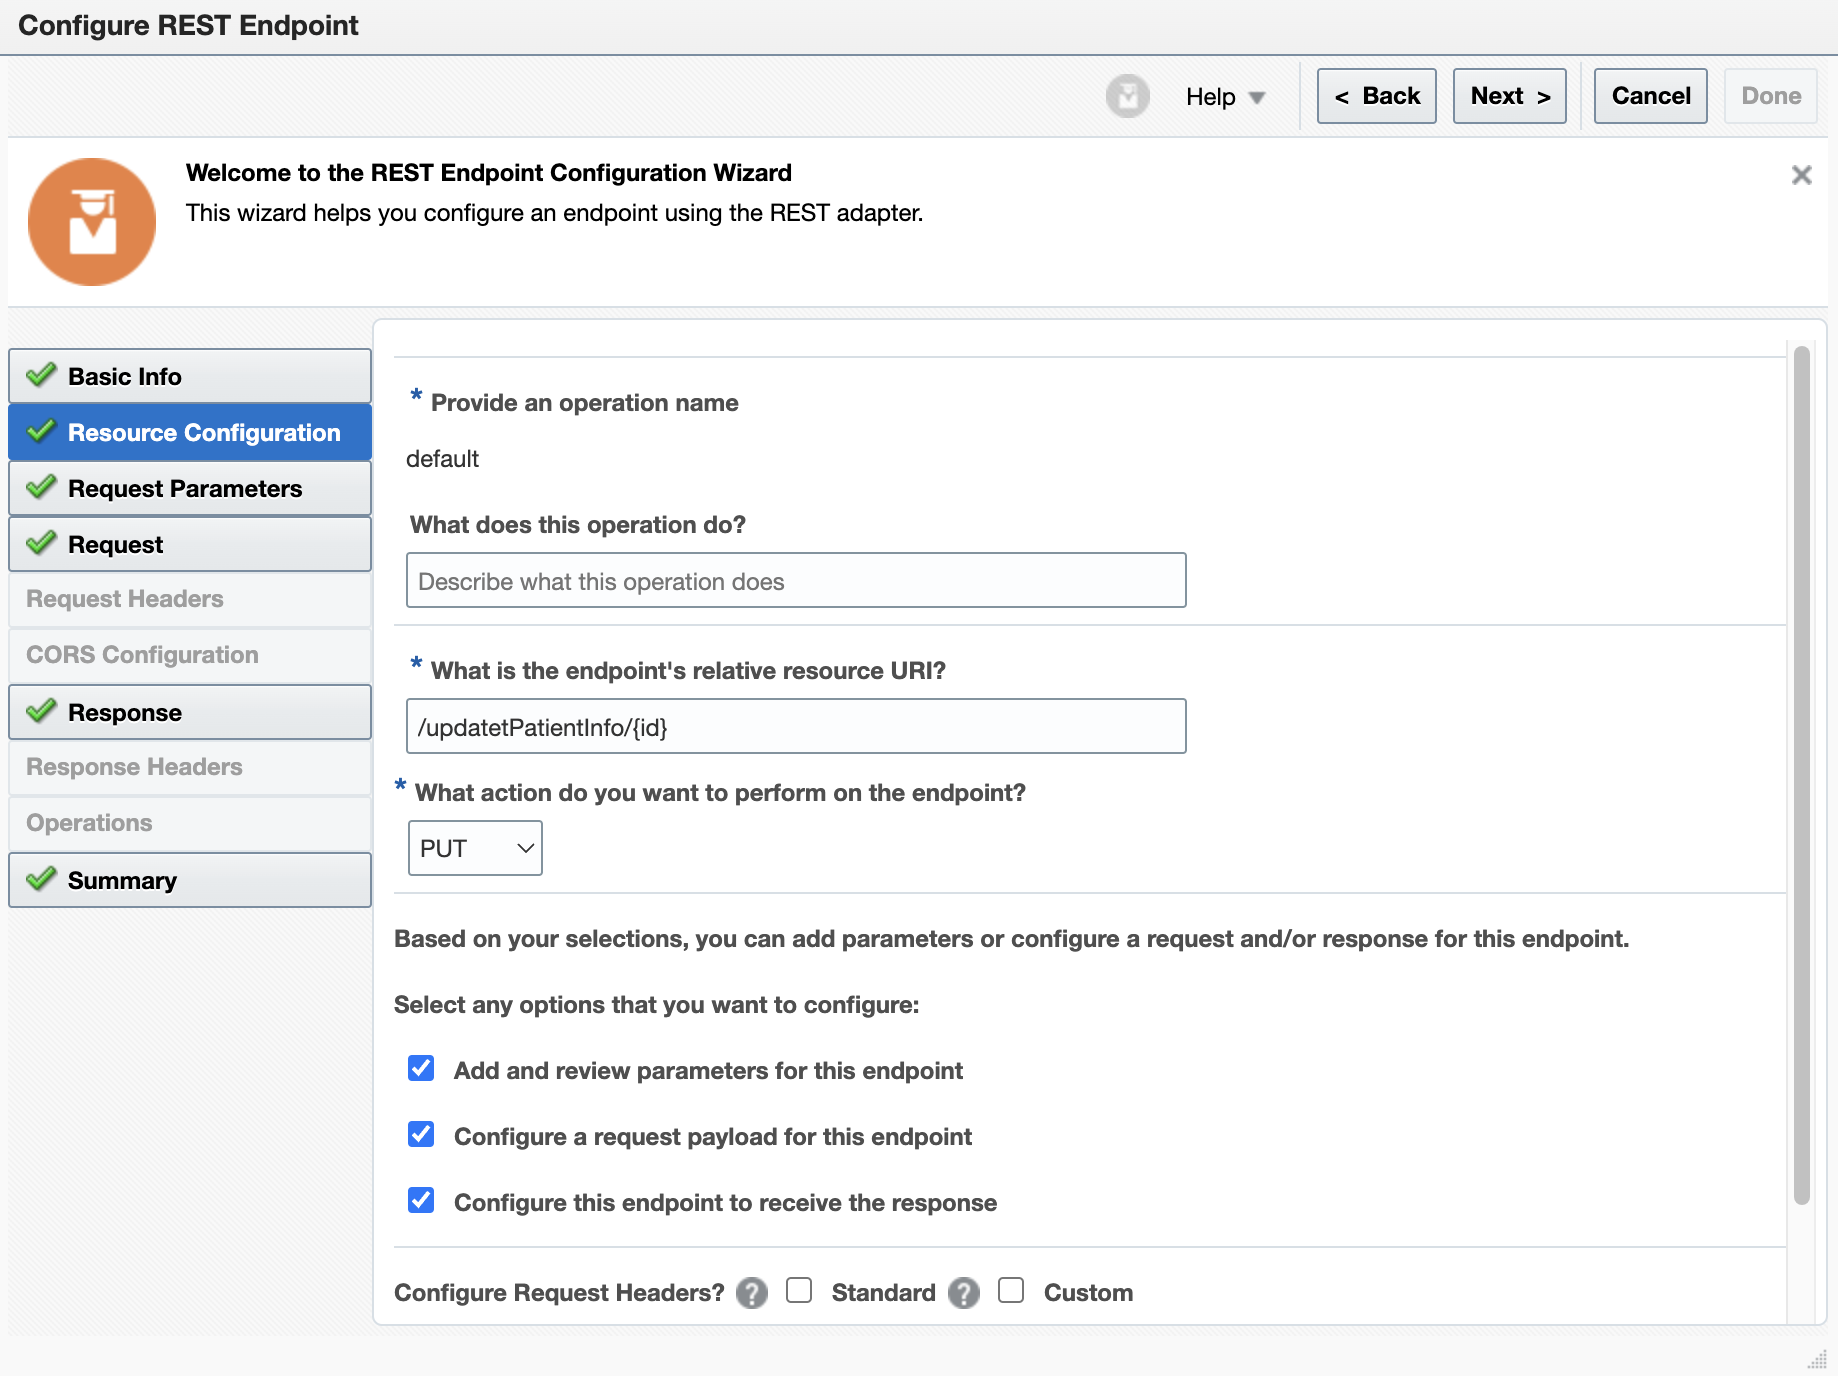 Configure REST Endpoint
Help
< Back
Next >
Cancel
Done
Welcome to the REST Endpoint Configuration Wizard
This wizard helps you configure an endpoint using the REST adapter.
Basic Info
Resource Configuration
Request Parameters
Request
Request Headers
CORS Configuration
Response
Response Headers
Operations
Summary
* Provide an operation name
default
What does this operation do?
Describe what this operation does
* What is the endpoint's relative resource URI?
/updatetPatientInfo/{id}
* What action do you want to perform on the endpoint?
PUT
Based on your selections, you can add parameters or configure a request and/or response for this endpoint.
Select any options that you want to configure:
Add and review parameters for this endpoint
Configure a request payload for this endpoint
Configure this endpoint to receive the response
Configure Request Headers? ? Standard ? Custom